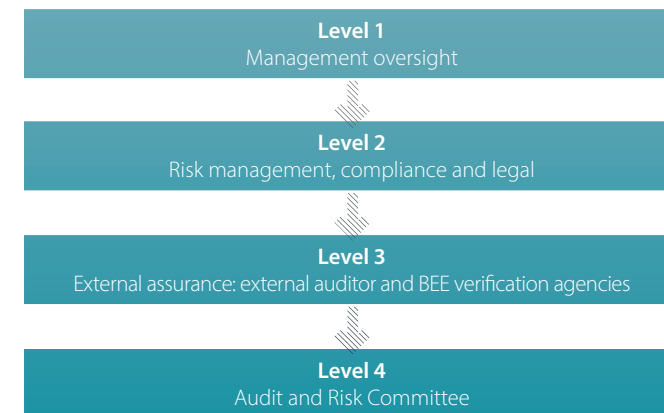 Level 1
Management oversight
Level 2
Risk management, compliance and legal
Level 3
External assurance: external auditor and BEE verification agencies
Level 4
Audit and Risk Committee